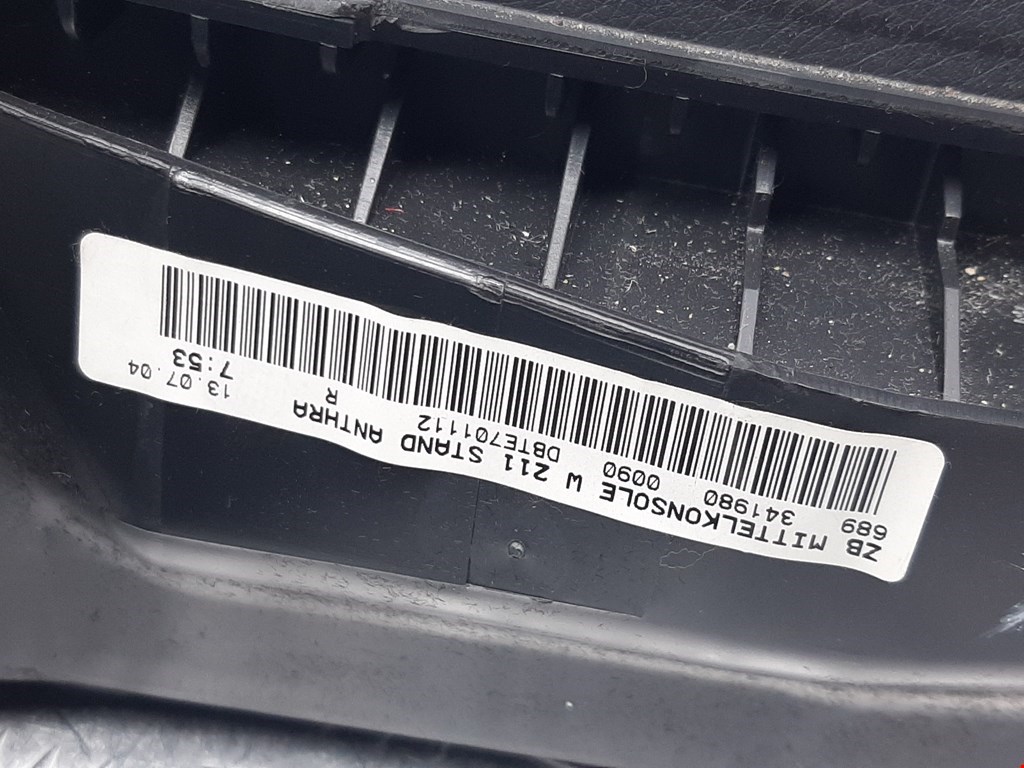 ZB MITTELKONSOLE W 211 STAND ANTHRA
689 341980 0090 DBTE701112 R 7:53
13.07.04